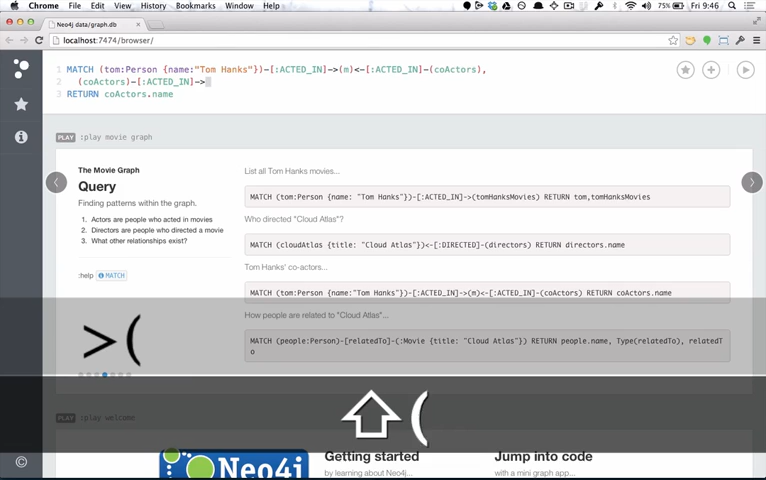 Chrome File Edit View History Bookmarks Window Help 75% Fri 9:46
Neo4j data/graph.db
localhost:7474/browser/
1 MATCH (tom:Person {name:"Tom Hanks"})-[:ACTED_IN]->(m)<-[:ACTED_IN]-(coActors),
2 (coActors)-[:ACTED_IN]->
3 RETURN coActors.name
PLAY :play movie graph
The Movie Graph
Query
Finding patterns within the graph.
1. Actors are people who acted in movies
2. Directors are people who directed a movie
3. What other relationships exist?
:help MATCH
List all Tom Hanks movies...
MATCH (tom:Person {name: "Tom Hanks"})-[:ACTED_IN]->(tomHanksMovies) RETURN tom,tomHanksMovies
Who directed "Cloud Atlas"?
MATCH (cloudAtlas {title: "Cloud Atlas"})<-[:DIRECTED]-(directors) RETURN directors.name
Tom Hanks' co-actors...
MATCH (tom:Person {name:"Tom Hanks"})-[:ACTED_IN]->(m)<-[:ACTED_IN]-(coActors) RETURN coActors.name
How people are related to "Cloud Atlas"...
MATCH (people:Person)-[relatedTo]-(:Movie {title: "Cloud Atlas"}) RETURN people.name, Type(relatedTo), relatedT
o
>(
⇧(
PLAY :play welcome
Neo4j
Getting started
by learning about Neo4j...
Jump into code
with a mini graph app...